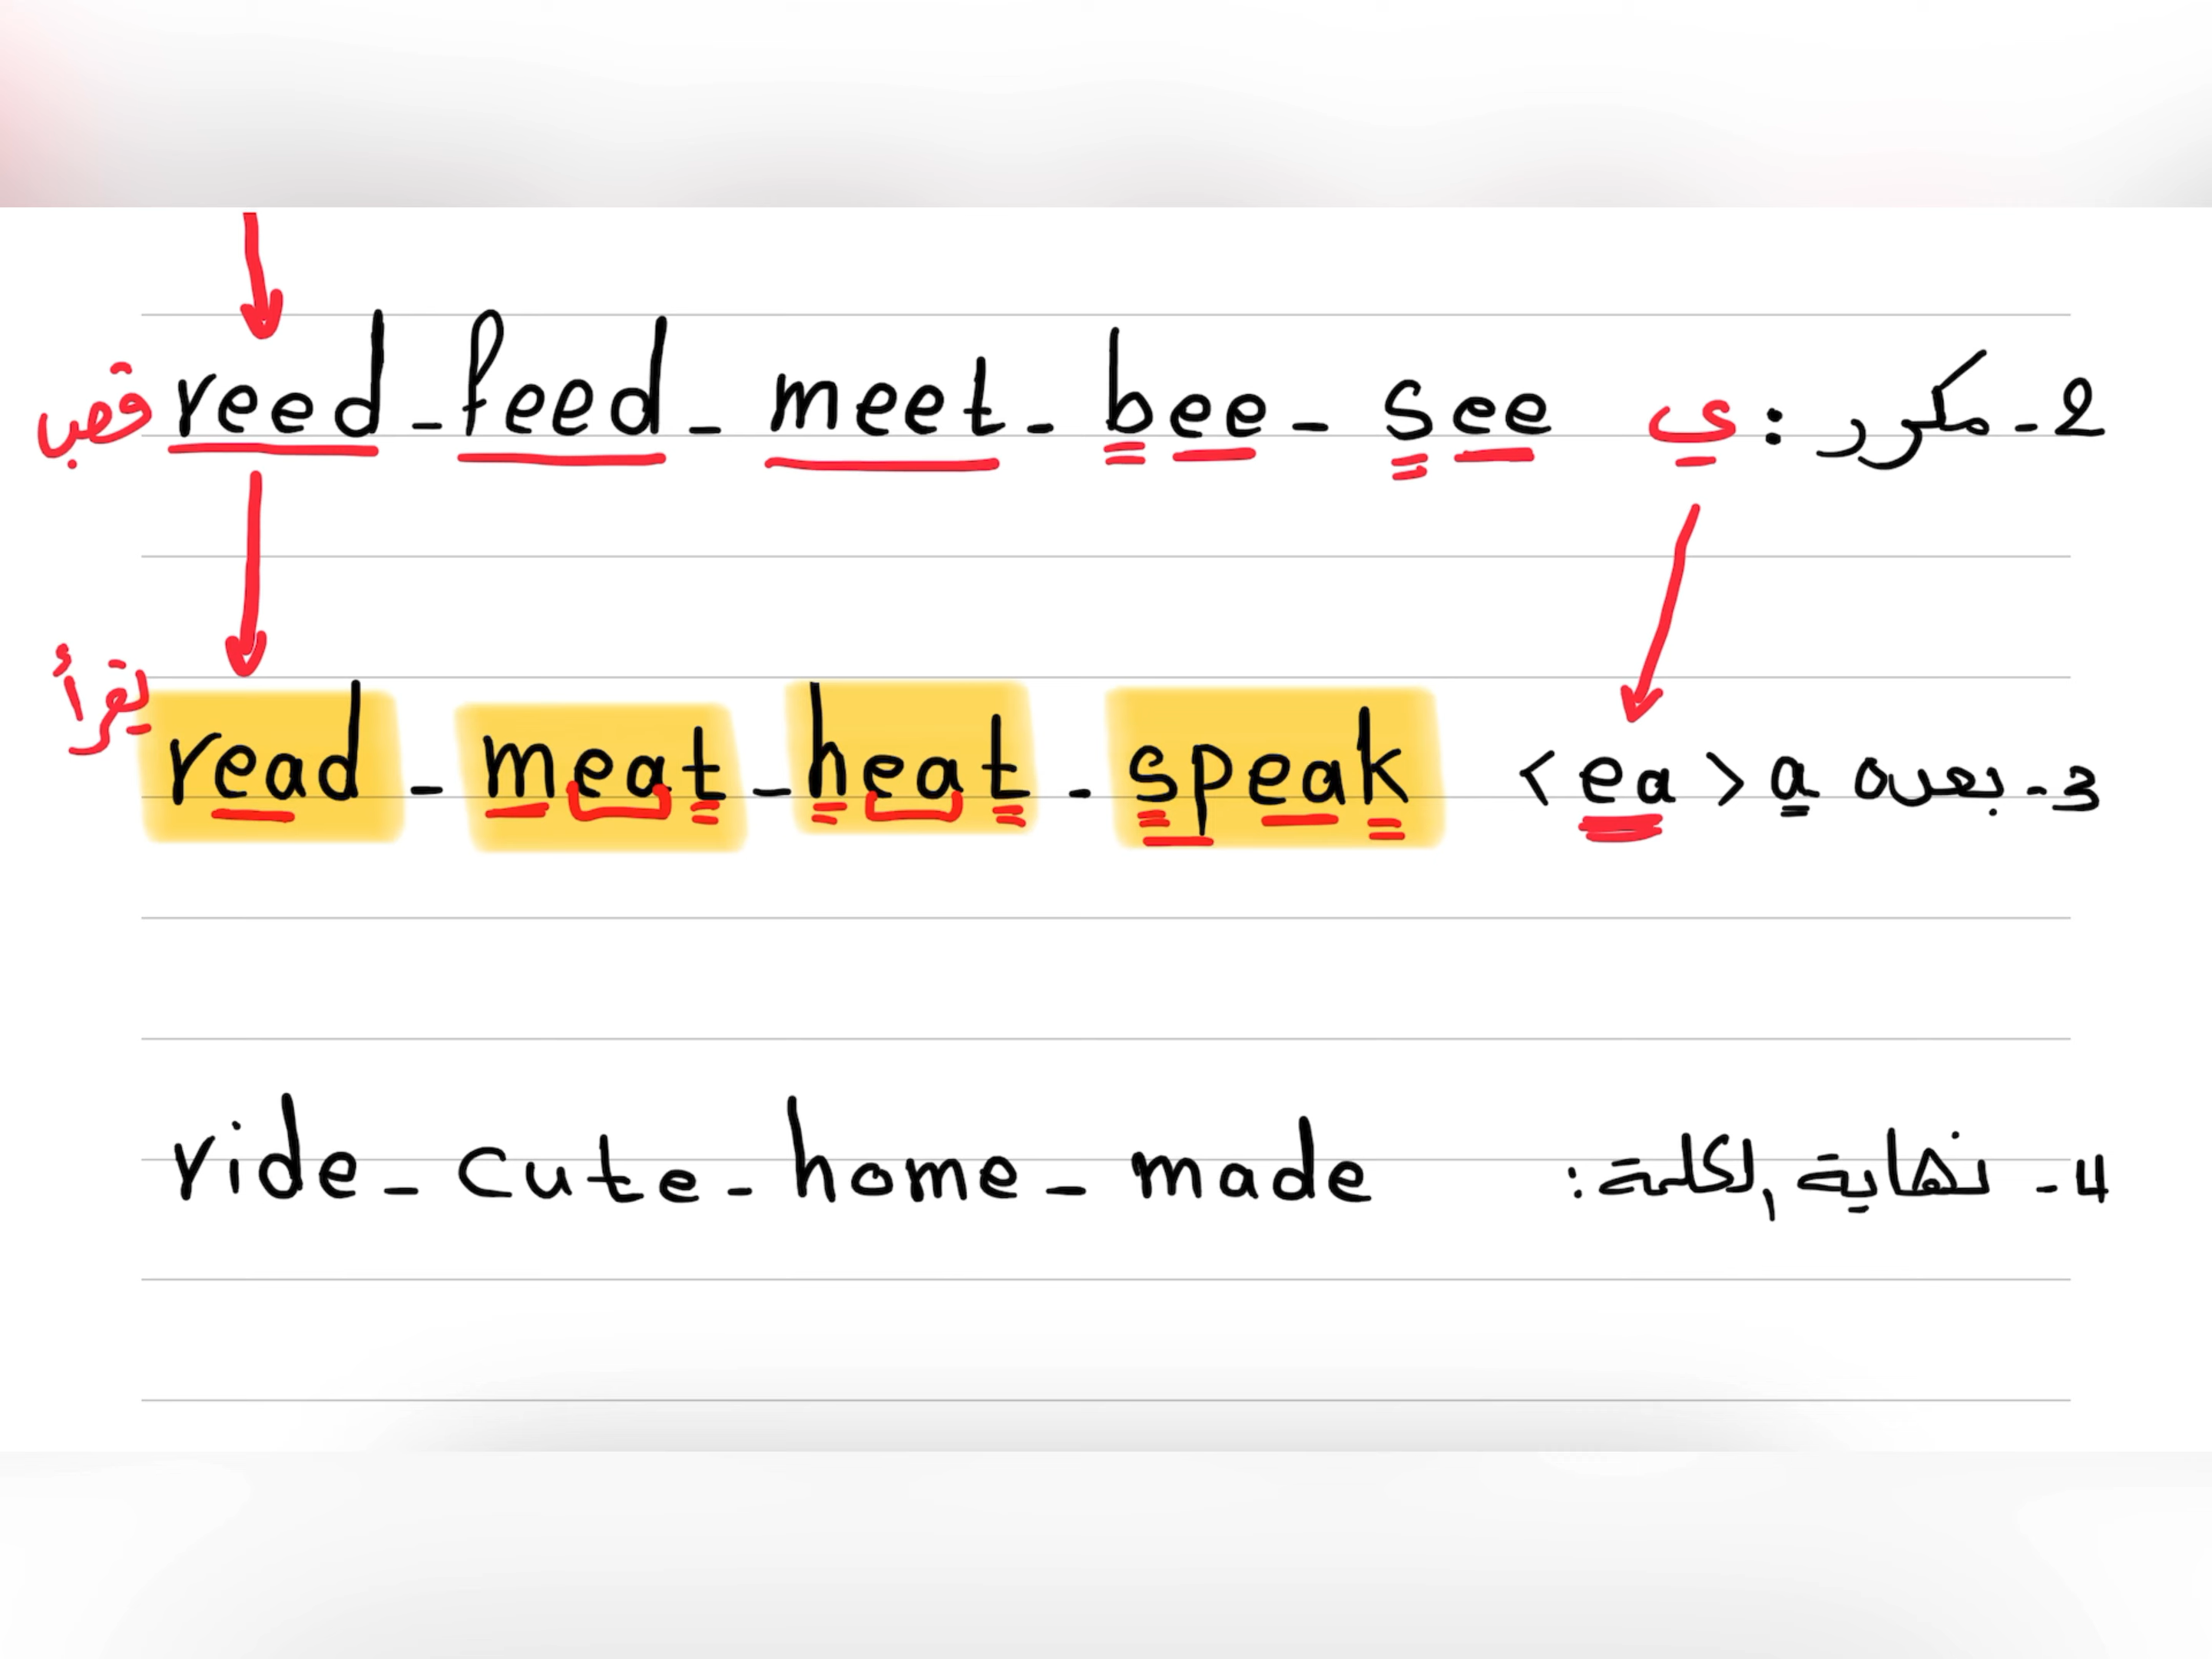 2- مكرر : ى see - bee - meet - feed - reed قصب
3- بعده a <ea> speak - heat - meat - read يقرأ
4- نهاية الكلمة : made - home - cute - ride